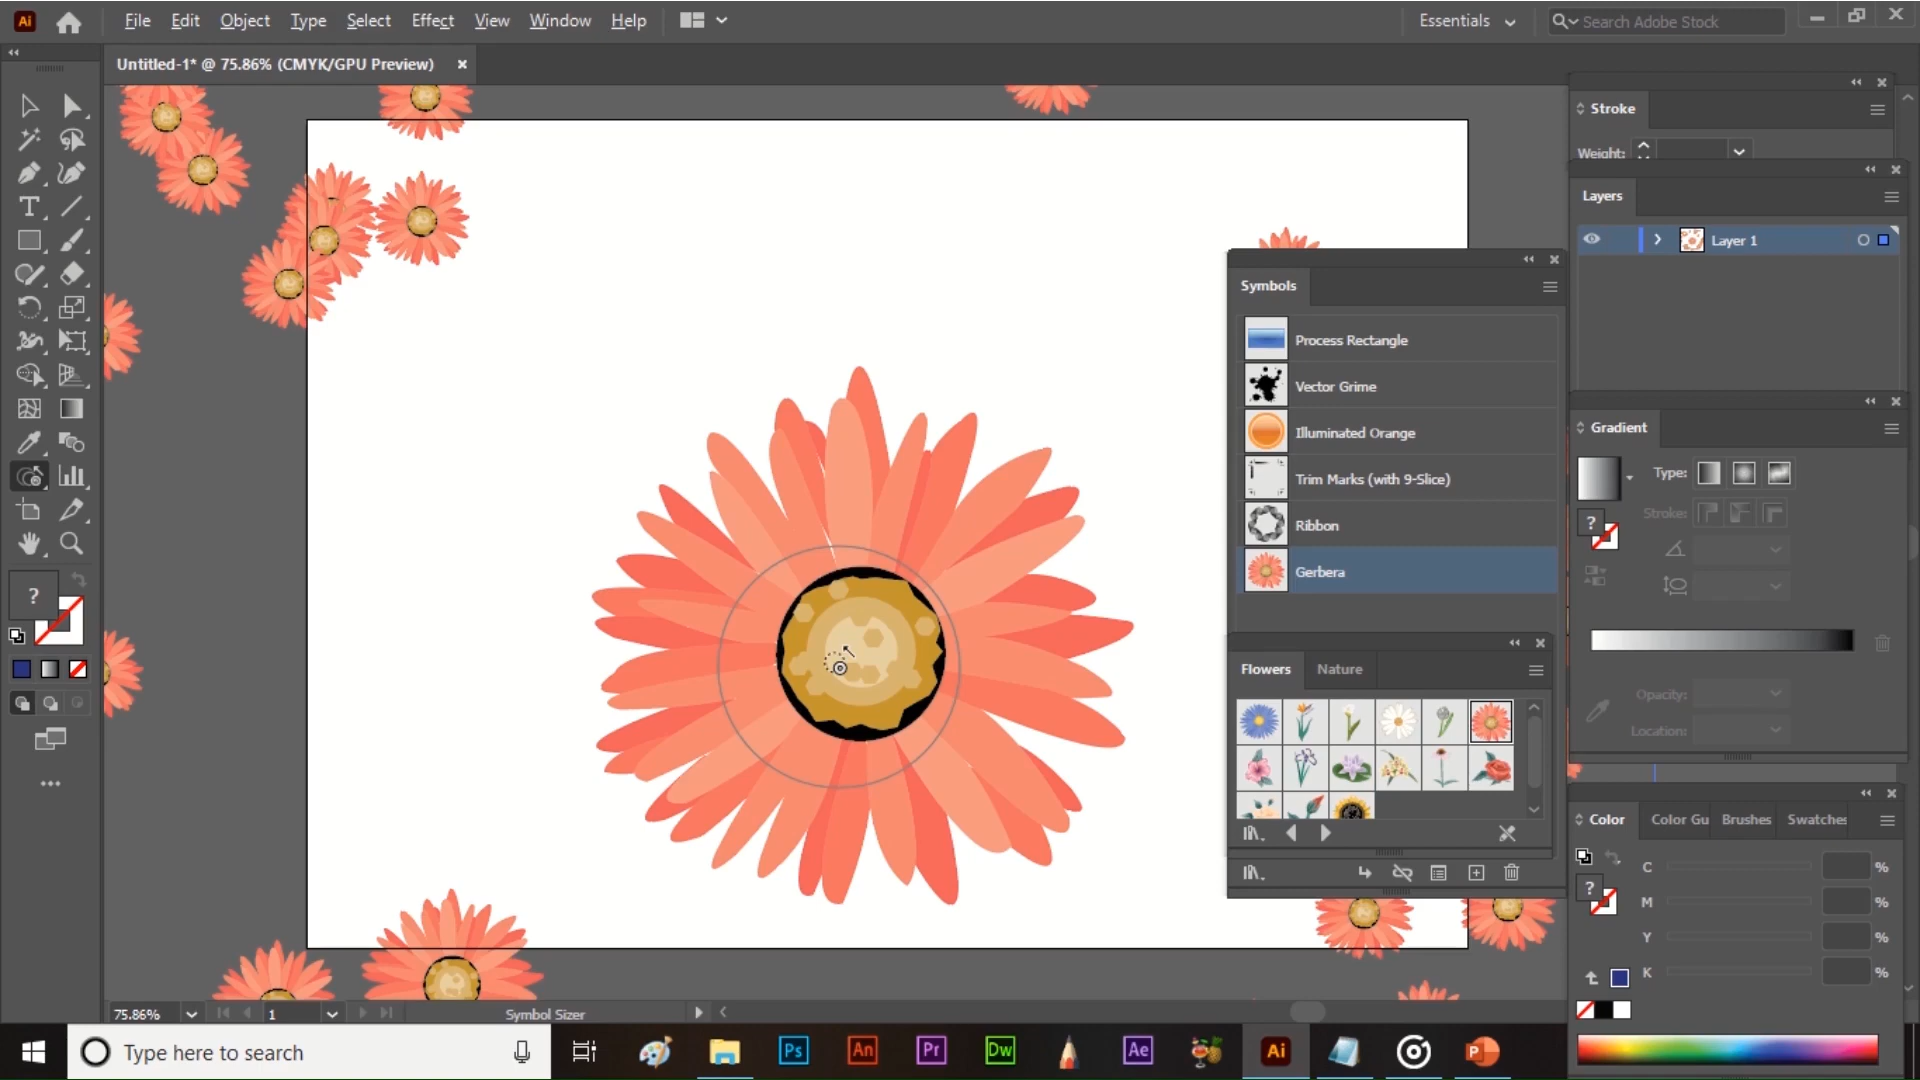 Ai File Edit Object Type Select Effect View Window Help Essentials Search Adobe Stock
Untitled-1* @ 75.86% (CMYK/GPU Preview)
Stroke
Weight:
Layers
Layer 1
Symbols
Process Rectangle
Vector Grime
Illuminated Orange
Trim Marks (with 9-Slice)
Ribbon
Gerbera
Gradient
Type:
Stroke:
?
Opacity:
Location:
Flowers Nature
?
Color Color Gu Brushes Swatches
C %
? M %
Y %
K %
75.86% 1 Symbol Sizer
Type here to search Ps An Pr Dw Ae Ai P